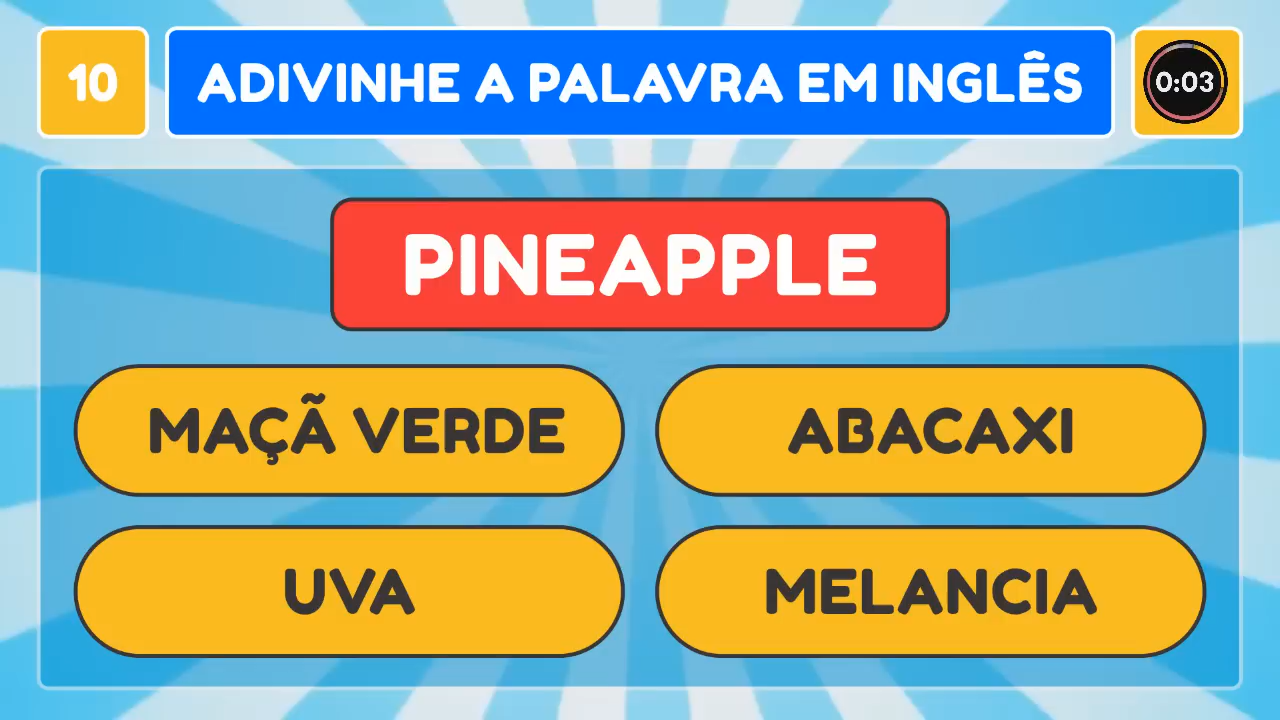 10
ADIVINHE A PALAVRA EM INGLÊS
0:03
PINEAPPLE
MAÇÃ VERDE
ABACAXI
UVA
MELANCIA